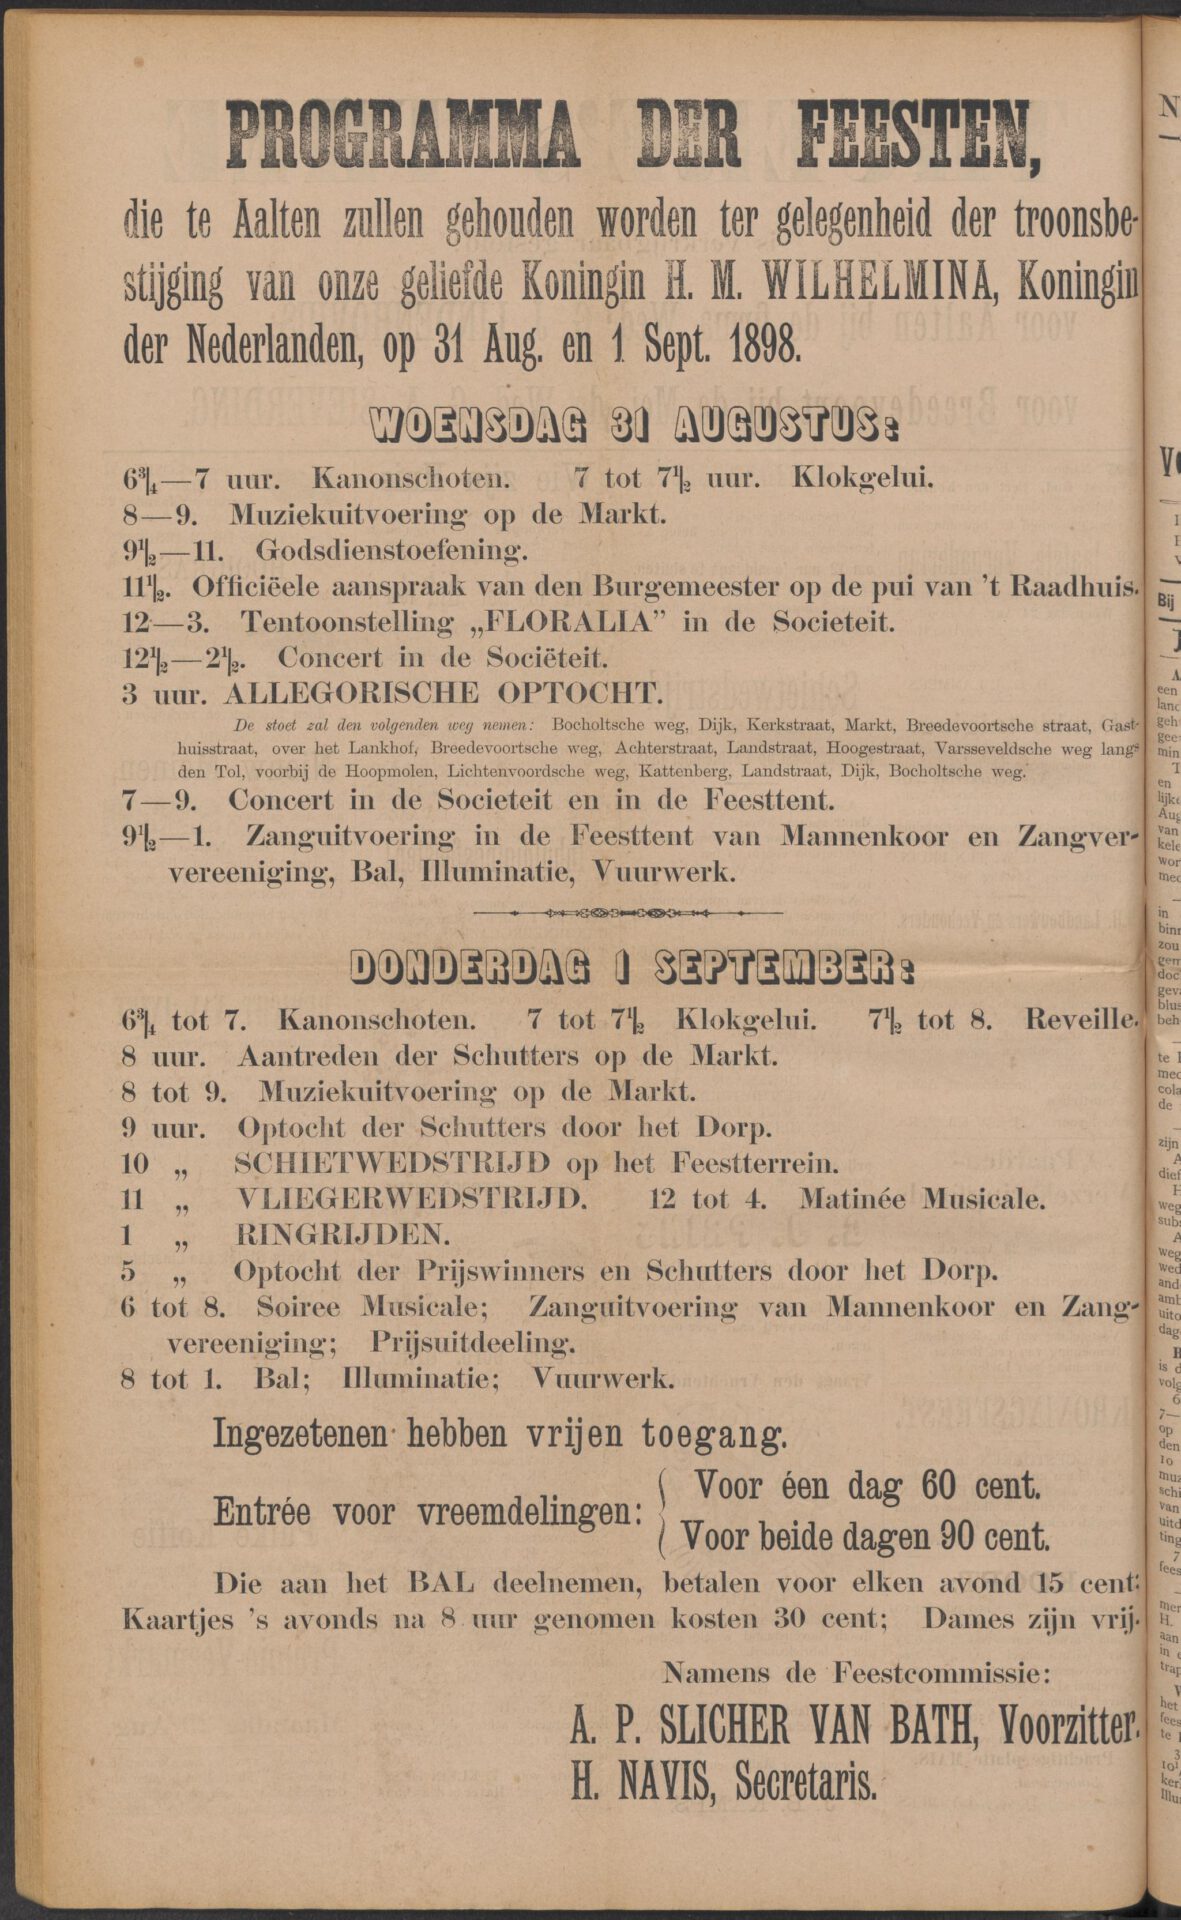 PROGRAMMA DER FEESTEN,
die te Aalten zullen gehouden worden ter gelegenheid der troonsbe-
stijging van onze geliefde Koningin H. M. WILHELMINA, Koningin
der Nederlanden, op 31 Aug. en 1 Sept. 1898.
WOENSDAG 31 AUGUSTUS:
6¾—7 uur. Kanonschoten. 7 tot 7½ uur. Klokgelui.
8—9. Muziekuitvoering op de Markt.
9½—11. Godsdienstoefening.
11½. Officiëele aanspraak van den Burgemeester op de pui van 't Raadhuis.
12—3. Tentoonstelling „FLORALIA” in de Societeit.
12½—2½. Concert in de Sociëteit.
3 uur. ALLEGORISCHE OPTOCHT.
De stoet zal den volgenden weg nemen: Bocholtsche weg, Dijk, Kerkstraat, Markt, Breedevoortsche straat, Gast-
huisstraat, over het Lankhof, Breedevoortsche weg, Achterstraat, Landstraat, Hoogestraat, Varsseveldsche weg langs
den Tol, voorbij de Hoopmolen, Lichtenvoordsche weg, Kattenberg, Landstraat, Dijk, Bocholtsche weg.
7—9. Concert in de Societeit en in de Feesttent.
9½—1. Zanguitvoering in de Feesttent van Mannenkoor en Zangver-
vereeniging, Bal, Illuminatie, Vuurwerk.
DONDERDAG 1 SEPTEMBER:
6¾ tot 7. Kanonschoten. 7 tot 7½ Klokgelui. 7½ tot 8. Reveille.
8 uur. Aantreden der Schutters op de Markt.
8 tot 9. Muziekuitvoering op de Markt.
9 uur. Optocht der Schutters door het Dorp.
10 „ SCHIETWEDSTRIJD op het Feestterrein.
11 „ VLIEGERWEDSTRIJD. 12 tot 4. Matinée Musicale.
1 „ RINGRIJDEN.
5 „ Optocht der Prijswinners en Schutters door het Dorp.
6 tot 8. Soiree Musicale; Zanguitvoering van Mannenkoor en Zang-
vereeniging; Prijsuitdeeling.
8 tot 1. Bal; Illuminatie; Vuurwerk.
Ingezetenen hebben vrijen toegang.
Entrée voor vreemdelingen: { Voor éen dag 60 cent.
Voor beide dagen 90 cent.
Die aan het BAL deelnemen, betalen voor elken avond 15 cent:
Kaartjes 's avonds na 8 uur genomen kosten 30 cent; Dames zijn vrij.
Namens de Feestcommissie:
A. P. SLICHER VAN BATH, Voorzitter.
H. NAVIS, Secretaris.